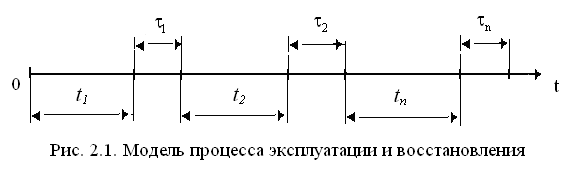 τ1 τ2 τn
0 t
t1 t2 tn
Рис. 2.1. Модель процесса эксплуатации и восстановления